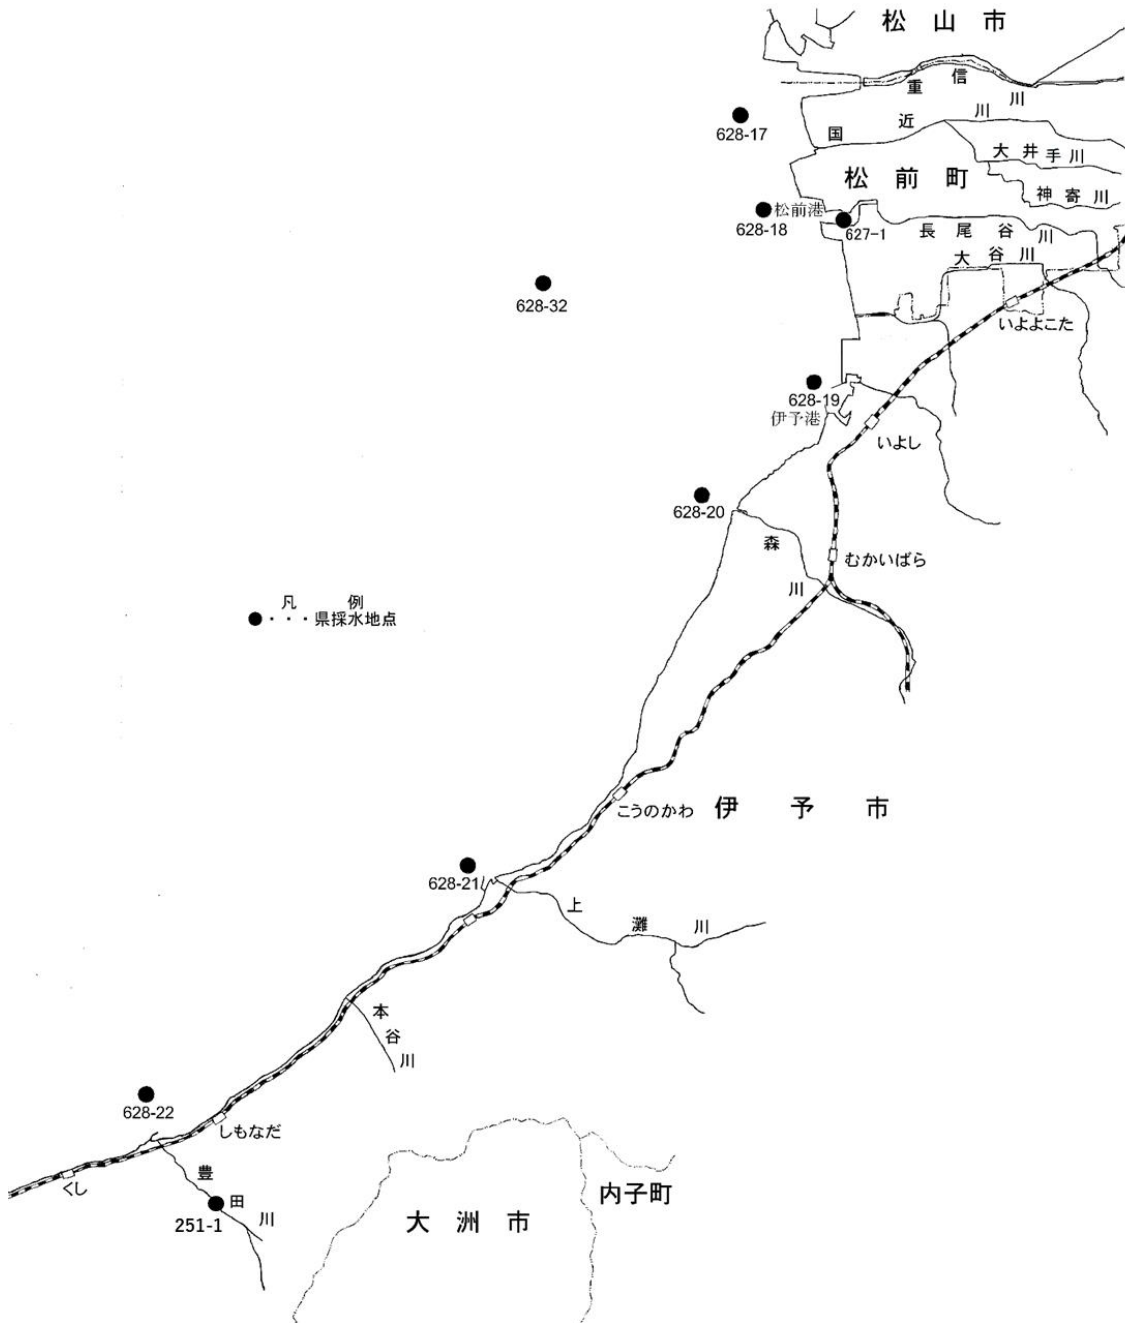 松山市
重信川
628-17
国近川
大井手川
松前町
神寄川
松前港
628-18
627-1
長尾谷川
大谷川
628-32
いよよこた
628-19
伊予港
いよし
628-20
森川
むかいばら
凡例
●・・・県採水地点
こうのかわ
伊予市
628-21
上灘川
本谷川
628-22
しもなだ
くし
豊田川
251-1
大洲市
内子町